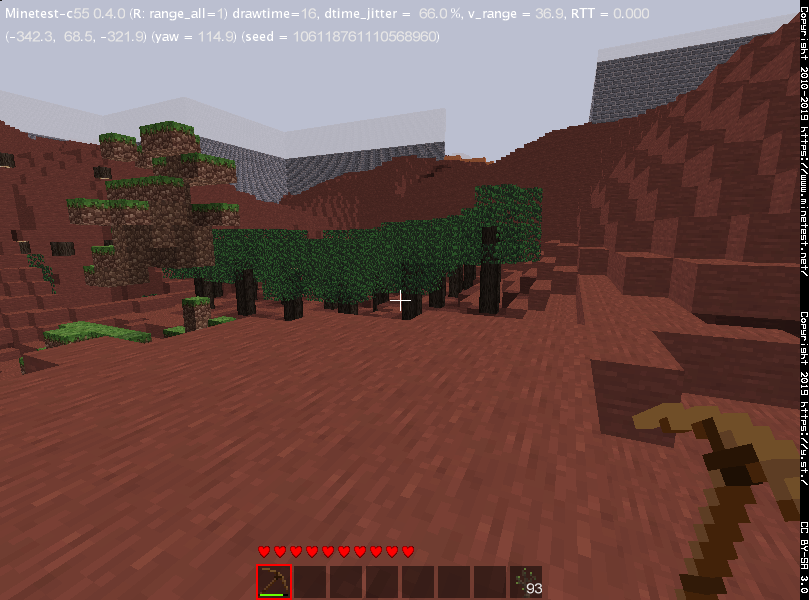 Minetest-c55 0.4.0 (R: range_all=1) drawtime=16, dtime_jitter = 66.0%, v_range = 36.9, RTT = 0.000
(-342.3, 68.5, -321.9) (yaw = 114.9) (seed = 10611876111056 8960)
93
Copyright 2010-2019 https://www.minetest.net/
Copyright 2019 https://y.st./
CC BY-SA 3.0